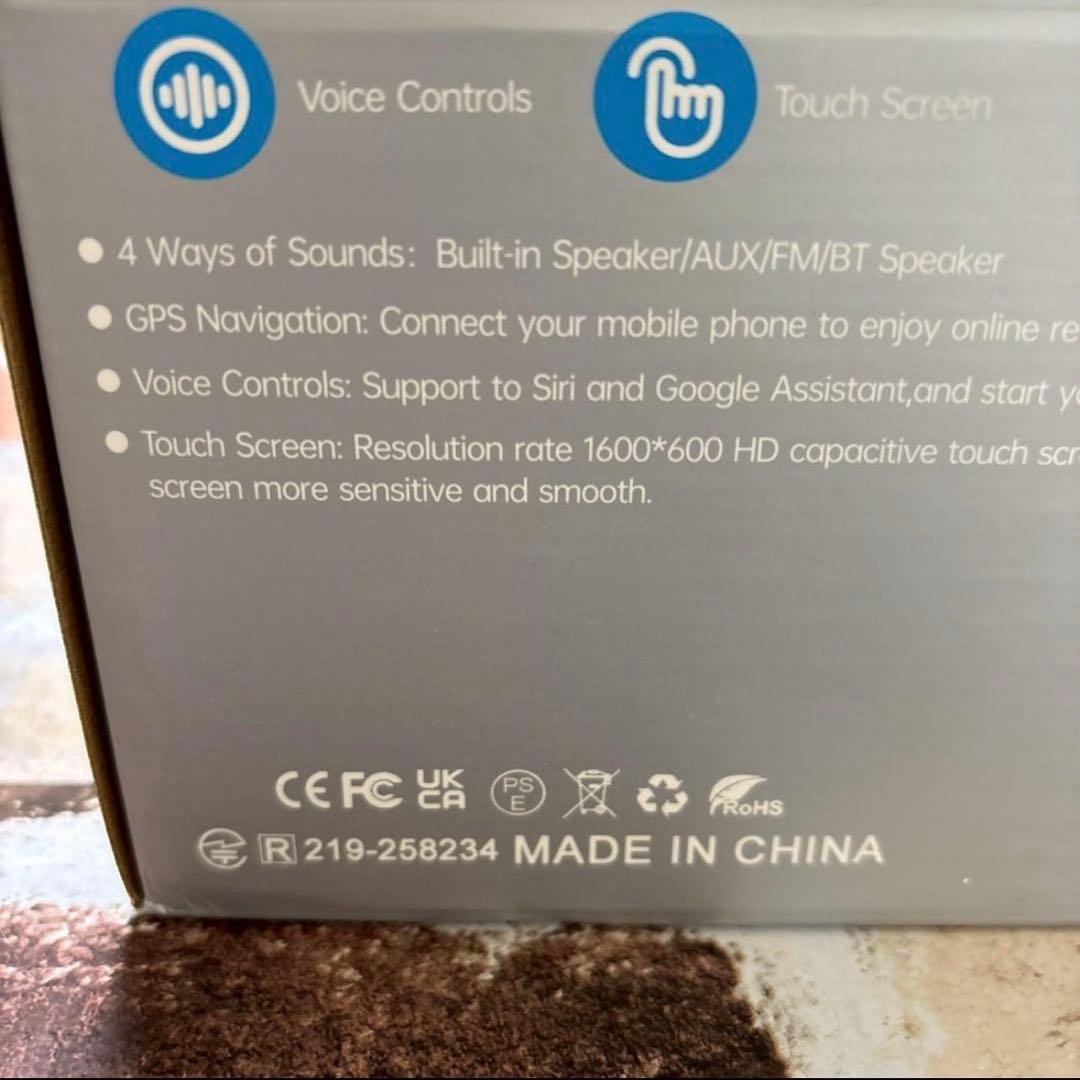 Voice Controls
Touch Screen
● 4 Ways of Sounds: Built-in Speaker/AUX/FM/BT Speaker
● GPS Navigation: Connect your mobile phone to enjoy online re
● Voice Controls: Support to Siri and Google Assistant,and start yo
● Touch Screen: Resolution rate 1600*600 HD capacitive touch scr
screen more sensitive and smooth.
CE FC UK CA PS E RoHS
R 219-258234 MADE IN CHINA